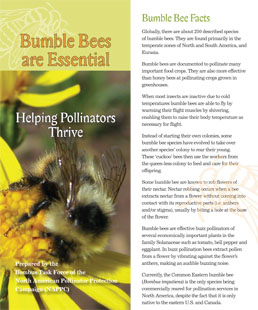 Bumble Bees
are Essential
Helping Pollinators
Thrive
Prepared by the
Bombus Task Force of the
North American Pollinator Protection
Campaign (NAPPC)
Bumble Bee Facts
Globally, there are about 250 described species
of bumble bees. They are found primarily in the
temperate zones of North and South America, and
Eurasia.
Bumble bees are documented to pollinate many
important food crops. They are also more effective
than honey bees at pollinating crops grown in
greenhouses.
When most insects are inactive due to cold
temperatures bumble bees are able to fly by
warming their flight muscles by shivering,
enabling them to raise their body temperature as
necessary for flight.
Instead of starting their own colonies, some
bumble bee species have evolved to take over
another species' colony to rear their young.
These 'cuckoo' bees then use the workers from
the queen-less colony to feed and care for their
offspring.
Some bumble bees are known to rob flowers of
their nectar. Nectar robbing occurs when a bee
extracts nectar from a flower without coming into
contact with its reproductive parts (i.e. anthers
and/or stigma), usually by biting a hole at the base
of the flower.
Bumble bees are effective buzz pollinators of
several economically important plants in the
family Solanaceae such as tomato, bell pepper and
eggplant. In buzz pollination bees extract pollen
from a flower by vibrating against the flower's
anthers, making an audible buzzing noise.
Currently, the Common Eastern bumble bee
(Bombus impatiens) is the only species being
commercially reared for pollination services in
North America, despite the fact that it is only
native to the eastern U.S. and Canada.